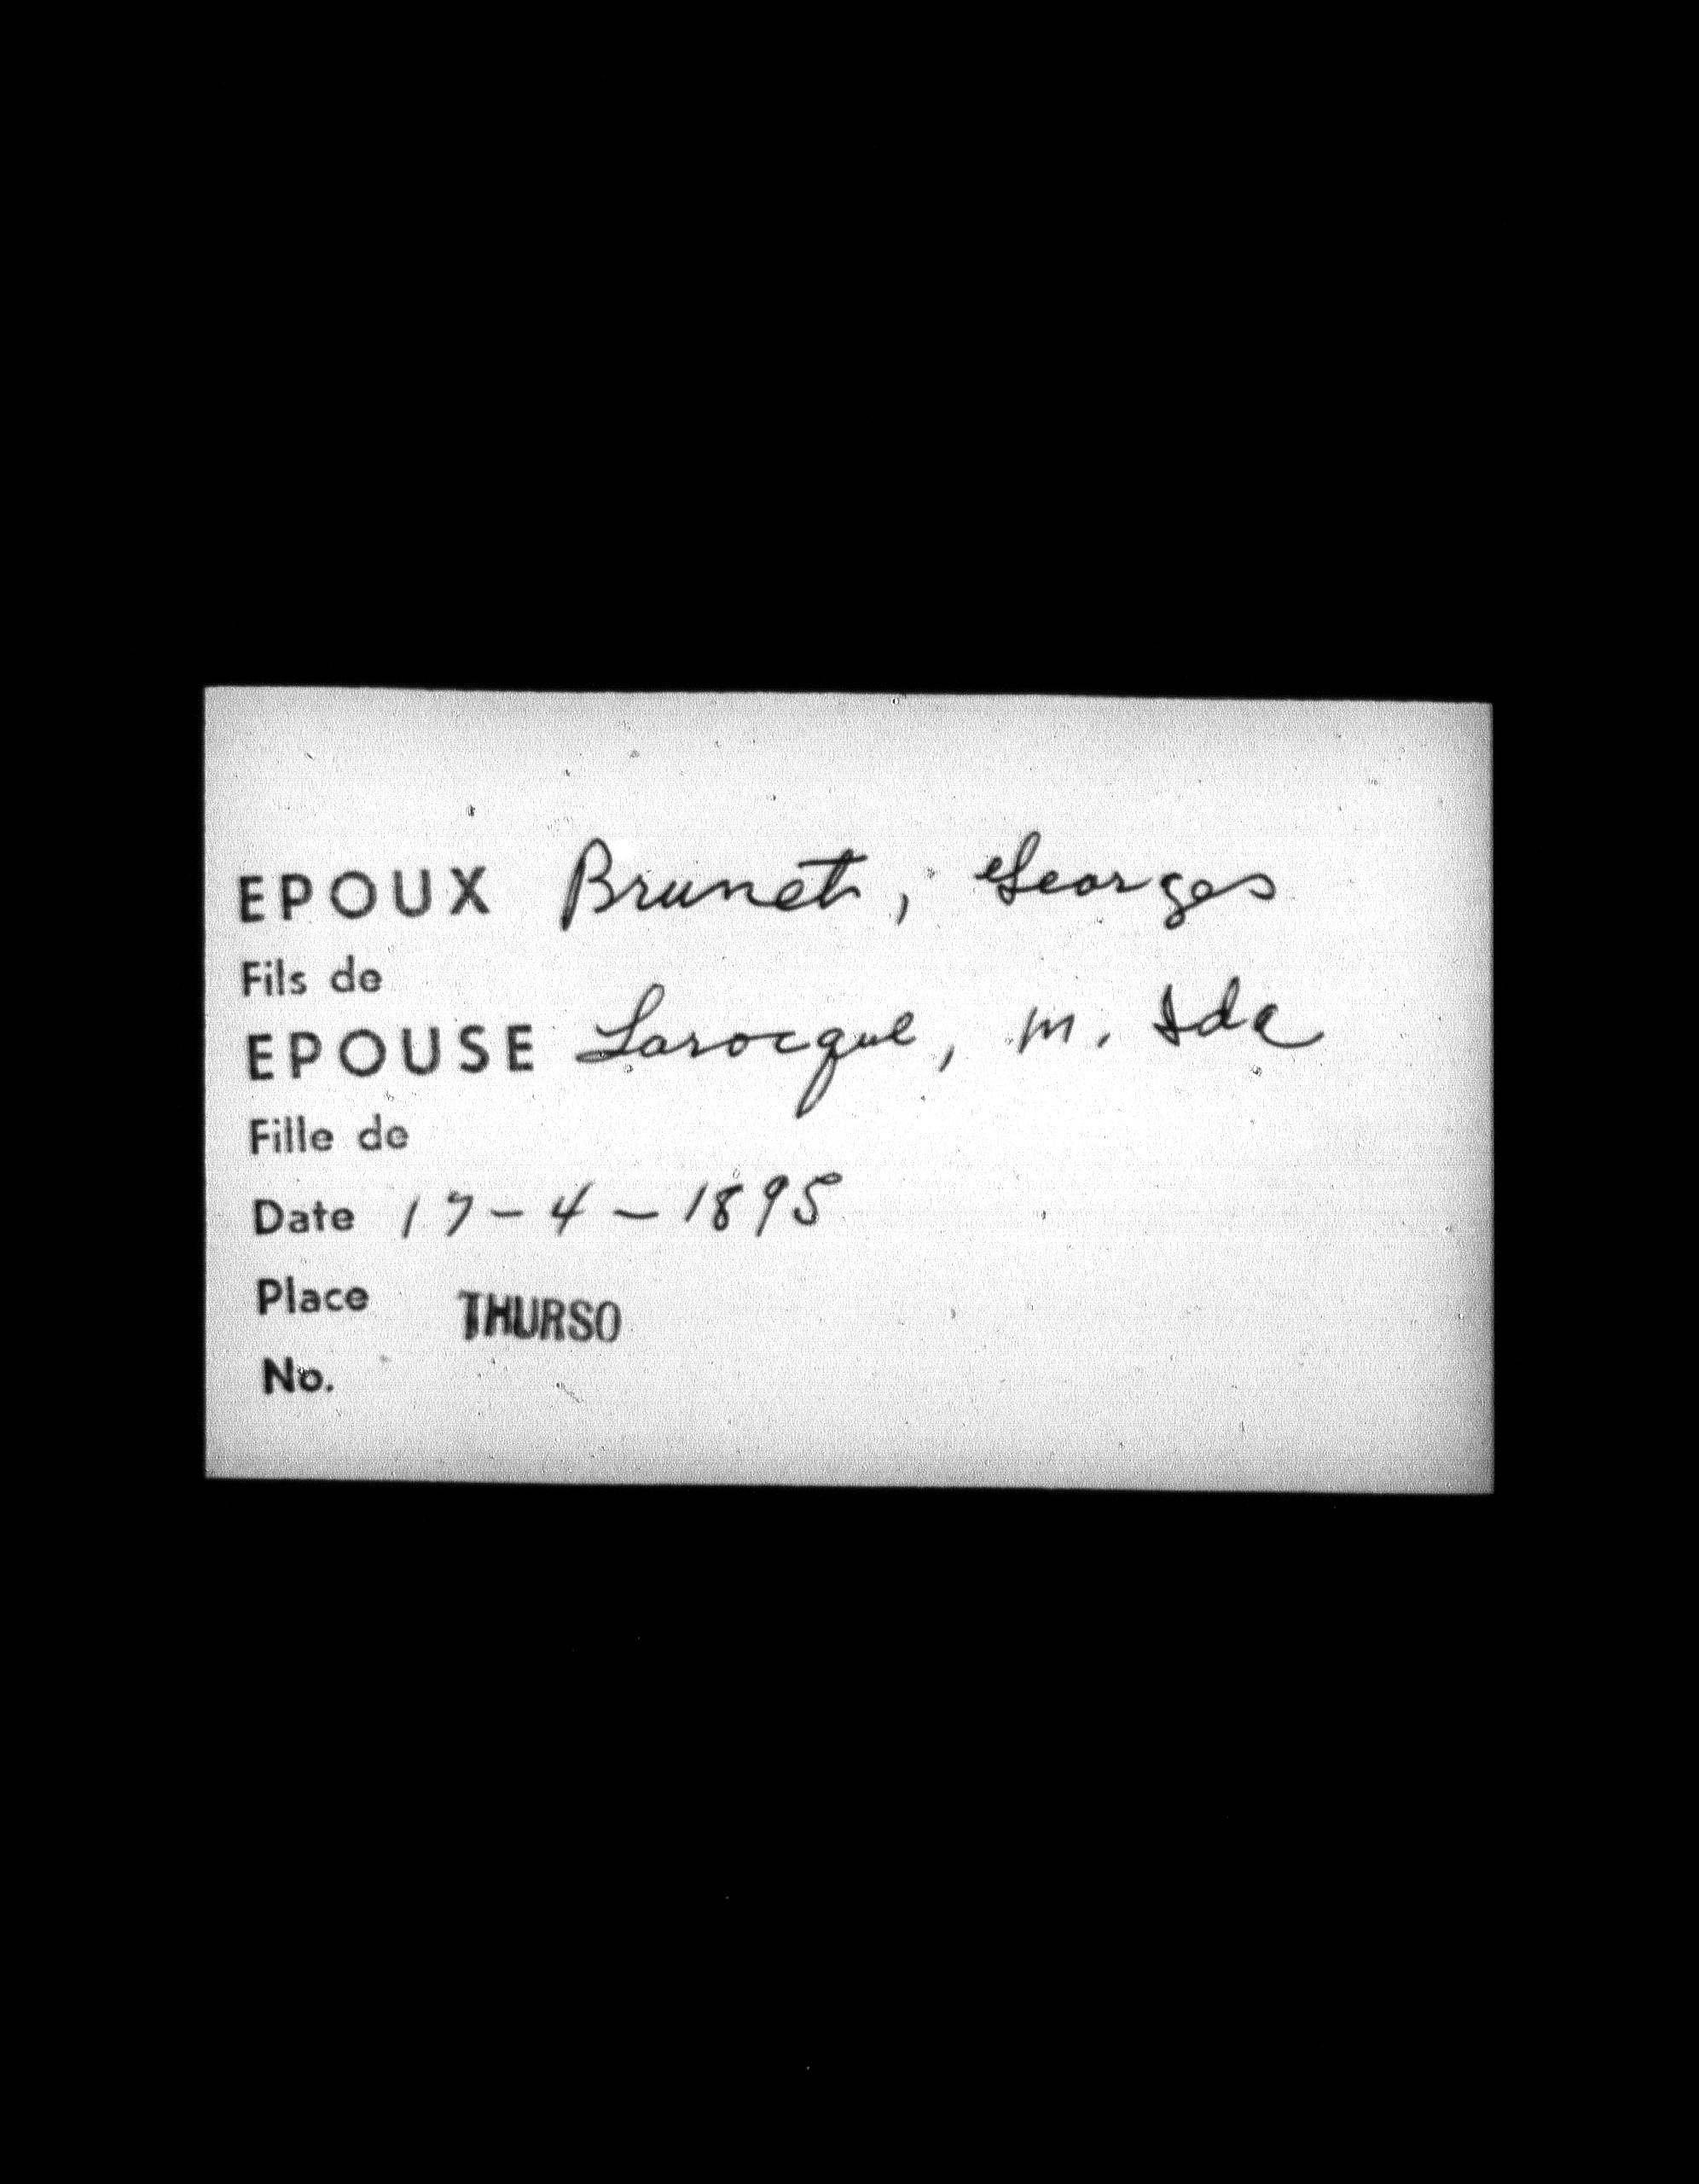 EPOUX Brunet, Georges
Fils de
EPOUSE Larocque, M. Ida
Fille de
Date 17-4-1895
Place THURSO
No.